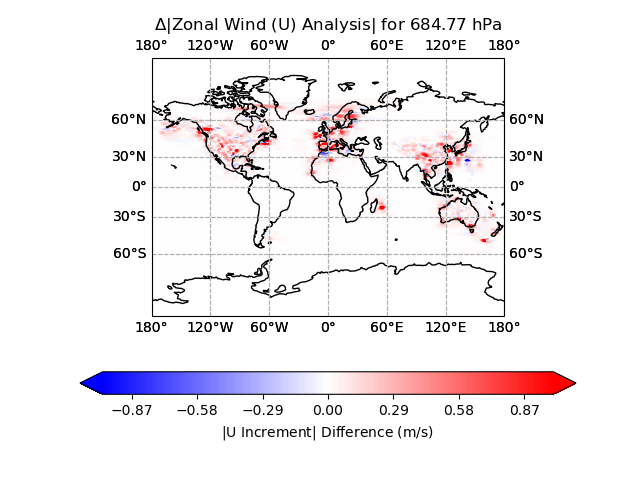 Δ|Zonal Wind (U) Analysis| for 684.77 hPa
180° 120°W 60°W 0° 60°E 120°E 180°
60°N 60°N
30°N 30°N
0° 0°
30°S 30°S
60°S 60°S
180° 120°W 60°W 0° 60°E 120°E 180°
−0.87 −0.58 −0.29 0.00 0.29 0.58 0.87
|U Increment| Difference (m/s)